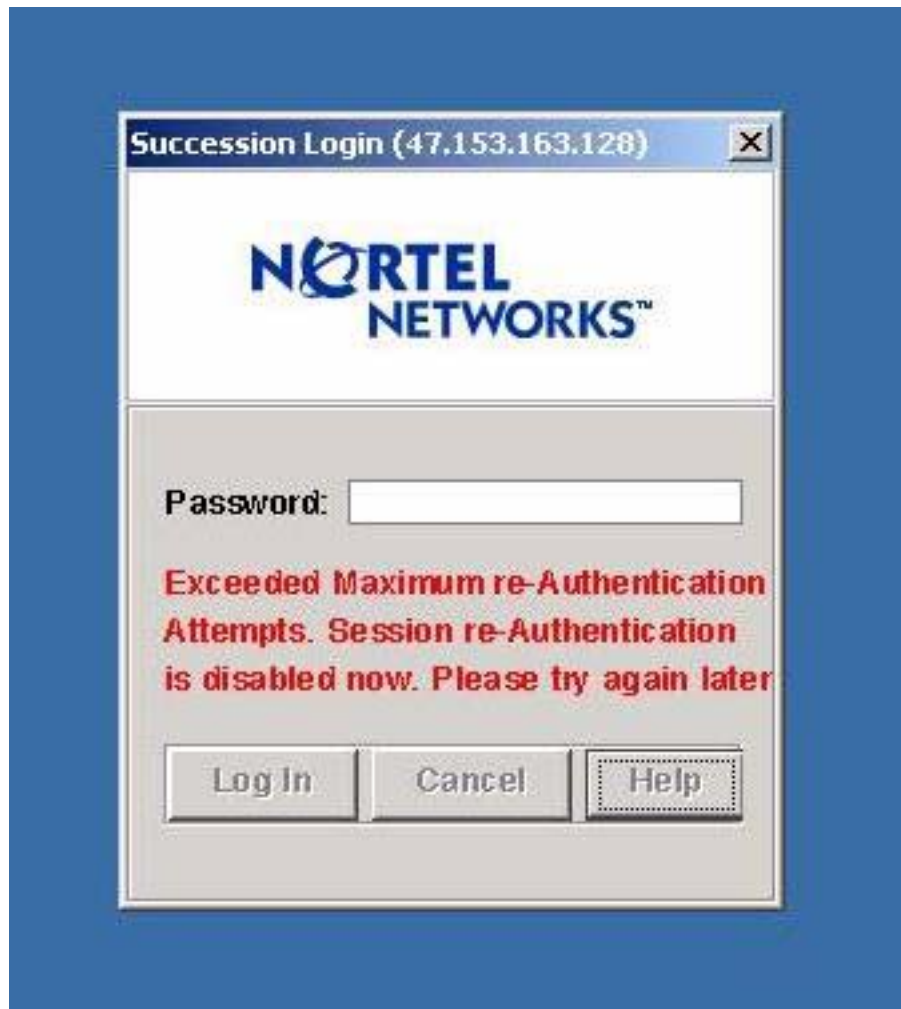 Succession Login (47.153.163.128)
NORTEL
NETWORKS™
Password:
Exceeded Maximum re-Authentication
Attempts. Session re-Authentication
is disabled now. Please try again later
Log In Cancel Help